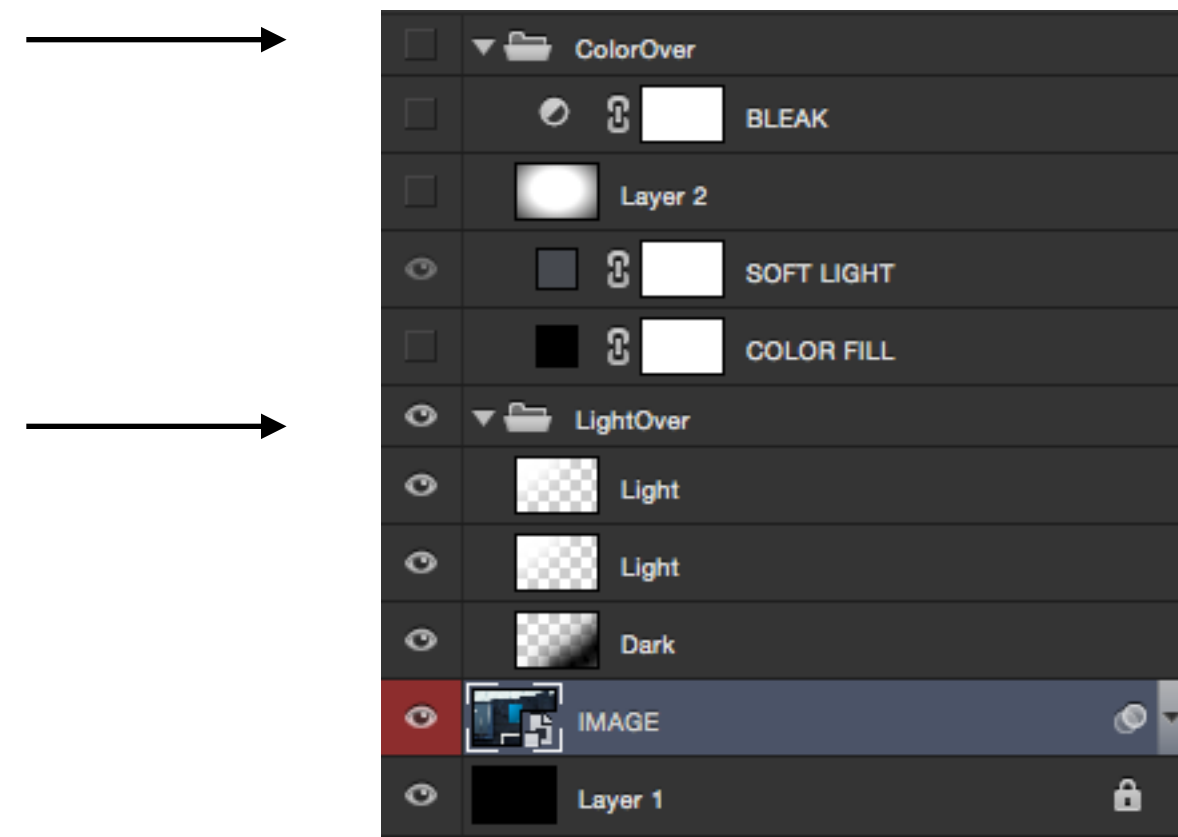 ColorOver
BLEAK
Layer 2
SOFT LIGHT
COLOR FILL
LightOver
Light
Light
Dark
IMAGE
Layer 1